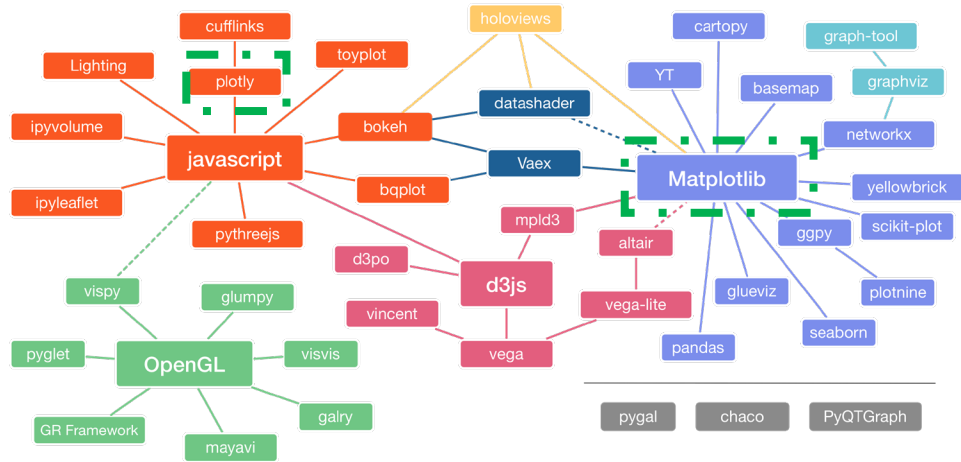 cufflinks
holoviews
cartopy
graph-tool
Lighting
plotly
toyplot
YT
basemap
graphviz
datashader
ipyvolume
bokeh
networkx
javascript
Vaex
Matplotlib
ipyleaflet
bqplot
yellowbrick
pythreejs
mpld3
altair
ggpy
scikit-plot
d3po
d3js
vispy
glumpy
vincent
vega-lite
glueviz
plotnine
pyglet
OpenGL
visvis
vega
pandas
seaborn
GR Framework
mayavi
galry
pygal
chaco
PyQTGraph